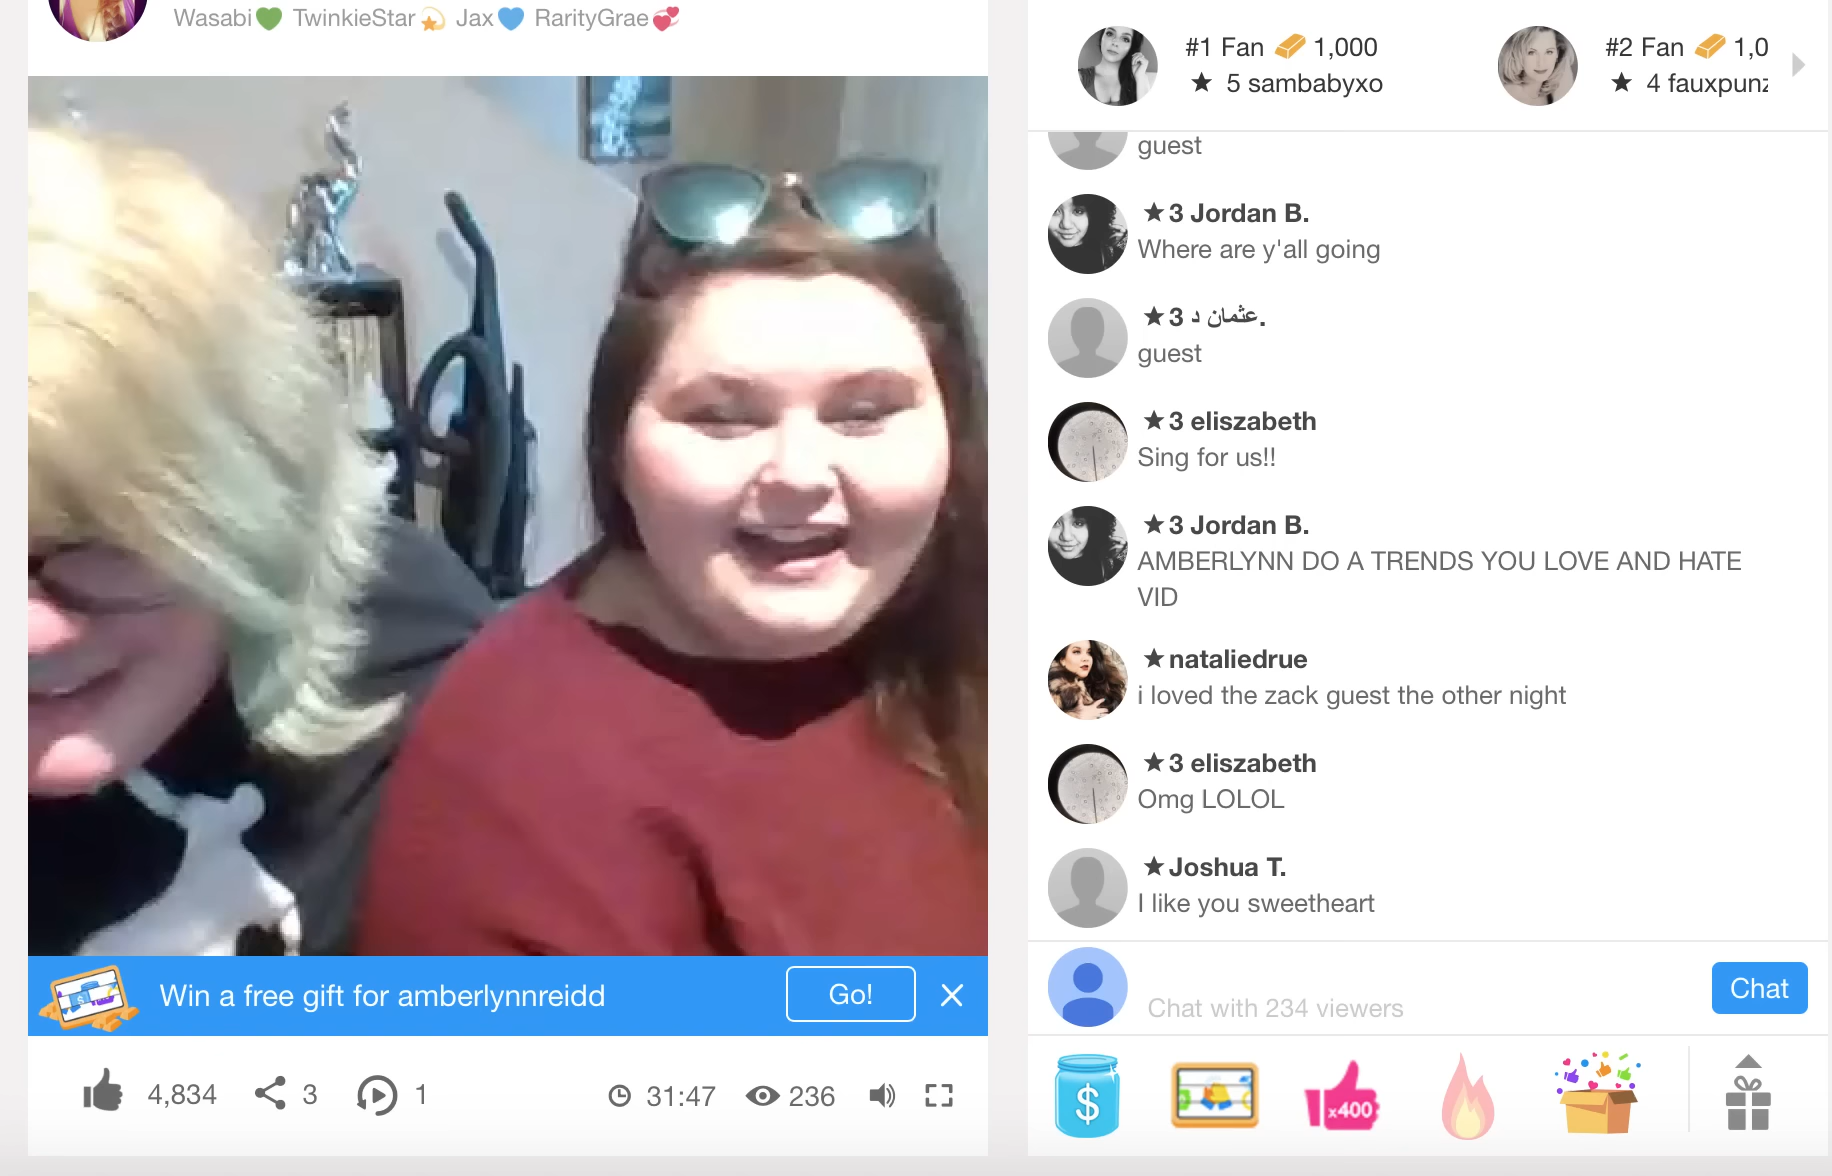 Wasabi💚 TwinkieStar💫 Jax💙 RarityGrae💞
Win a free gift for amberlynnreidd
Go!
4,834
3
1
31:47
236
#1 Fan 1,000
★ 5 sambabyxo
#2 Fan 1,0
★ 4 fauxpunz
guest
★3 Jordan B.
Where are y'all going
★3 عثمان د.
guest
★3 eliszabeth
Sing for us!!
★3 Jordan B.
AMBERLYNN DO A TRENDS YOU LOVE AND HATE
VID
★nataliedrue
i loved the zack guest the other night
★3 eliszabeth
Omg LOLOL
★Joshua T.
I like you sweetheart
Chat with 234 viewers
Chat
$
x400